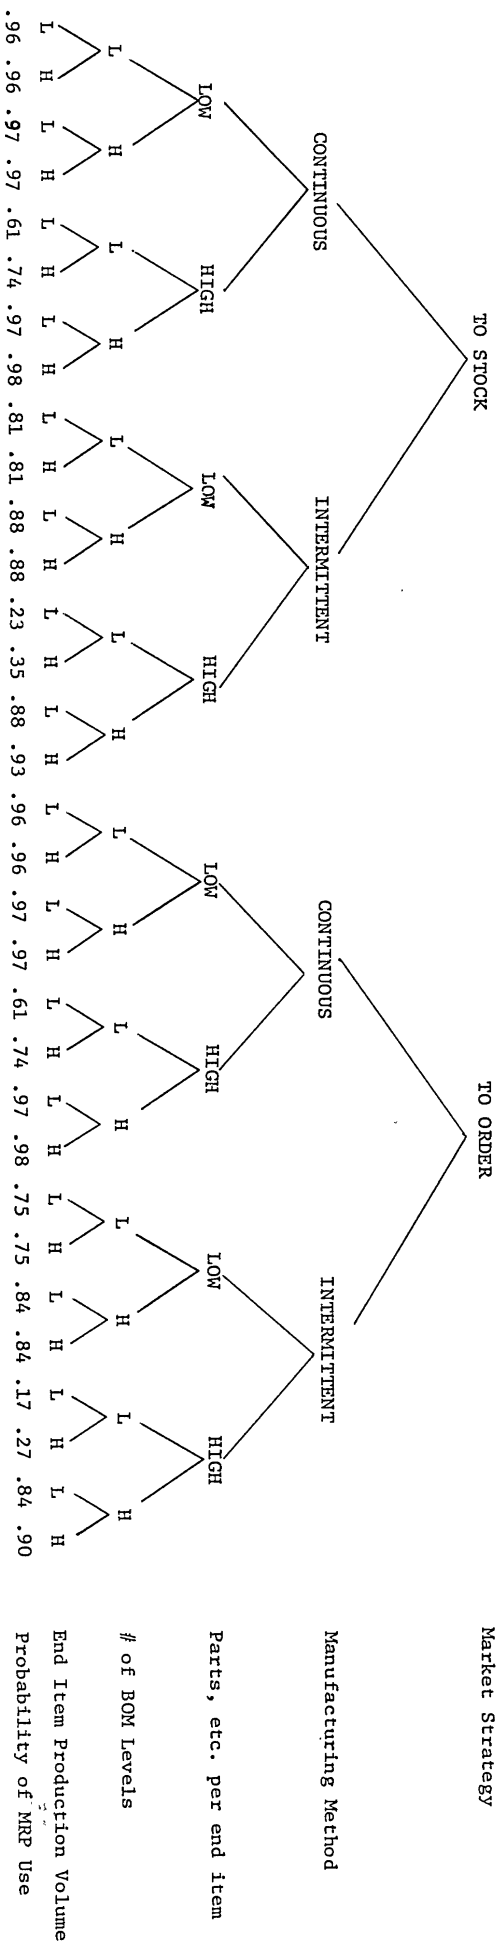 TO STOCK TO ORDER Market Strategy
CONTINUOUS INTERMITTENT CONTINUOUS INTERMITTENT Manufacturing Method
LOW HIGH LOW HIGH LOW HIGH LOW HIGH Parts, etc. per end item
L H L H L H L H L H L H L H L H # of BOM Levels
L H L H L H L H L H L H L H L H L H L H L H L H L H L H L H L H End Item Production Volume
.96 .96 .97 .97 .61 .74 .97 .98 .81 .81 .88 .88 .23 .35 .88 .93 .96 .96 .97 .97 .61 .74 .97 .98 .75 .75 .84 .84 .17 .27 .84 .90 Probability of MRP Use